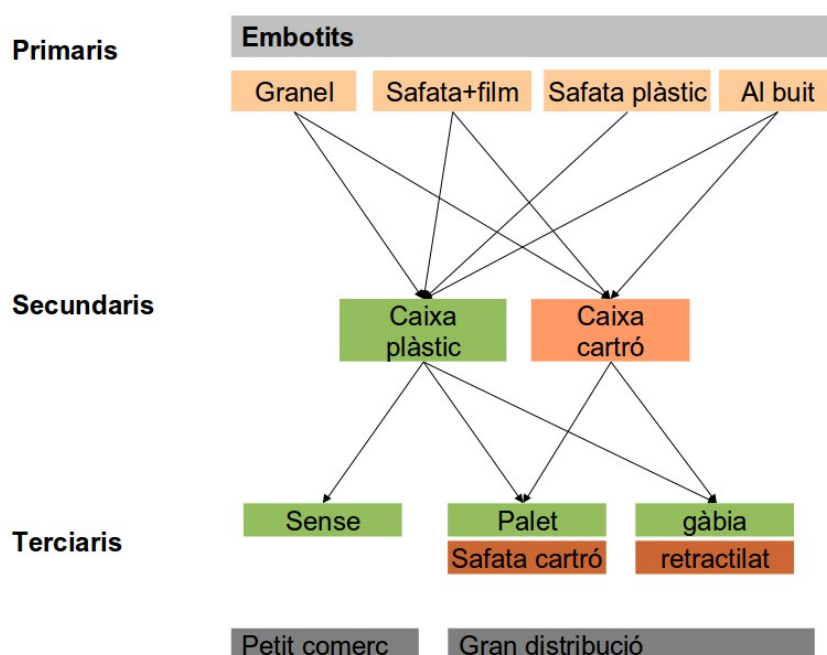 Primaris
Embotits
Granel
Safata+film
Safata plàstic
Al buit
Secundaris
Caixa
plàstic
Caixa
cartró
Terciaris
Sense
Palet
gàbia
Safata cartró
retractilat
Petit comerç
Gran distribució